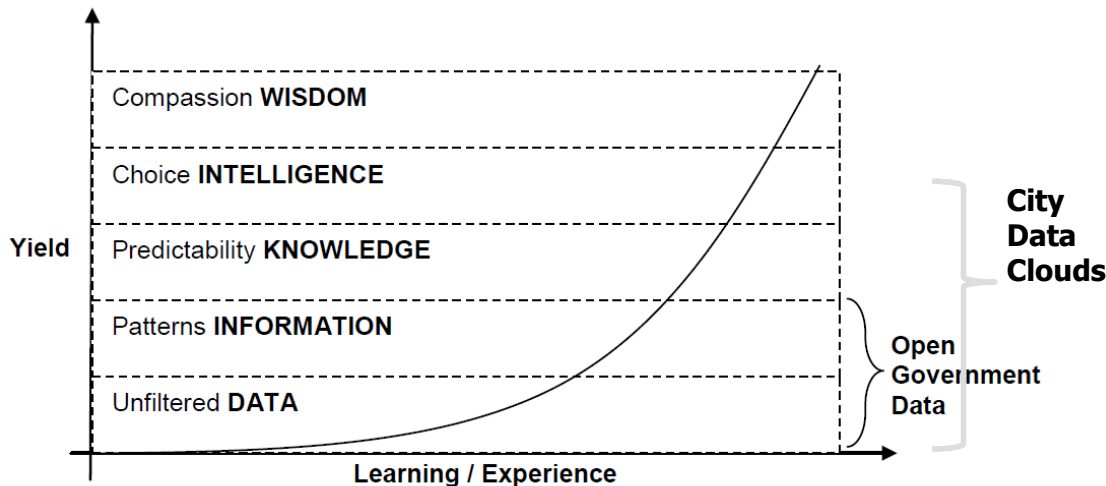 Compassion WISDOM
Choice INTELLIGENCE
Yield
Predictability KNOWLEDGE
Patterns INFORMATION
Unfiltered DATA
Learning / Experience
City
Data
Clouds
Open
Government
Data